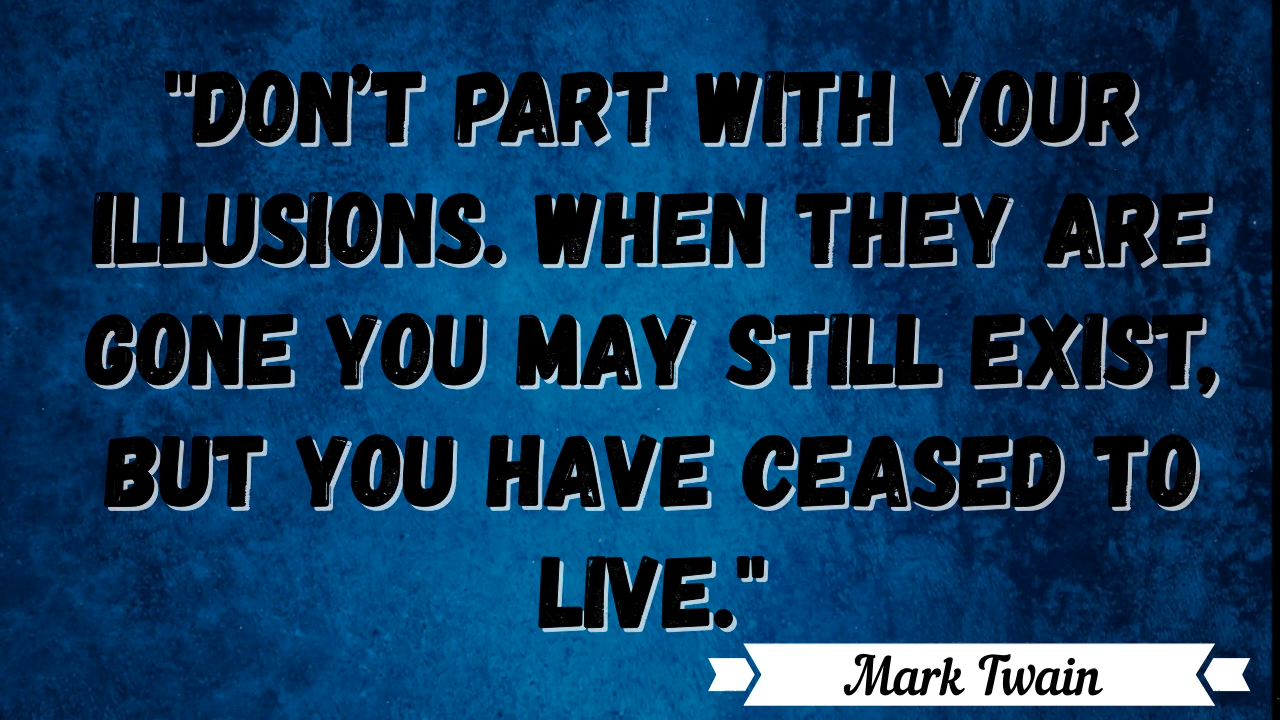 "DON’T PART WITH YOUR
ILLUSIONS. WHEN THEY ARE
GONE YOU MAY STILL EXIST,
BUT YOU HAVE CEASED TO
LIVE."
Mark Twain